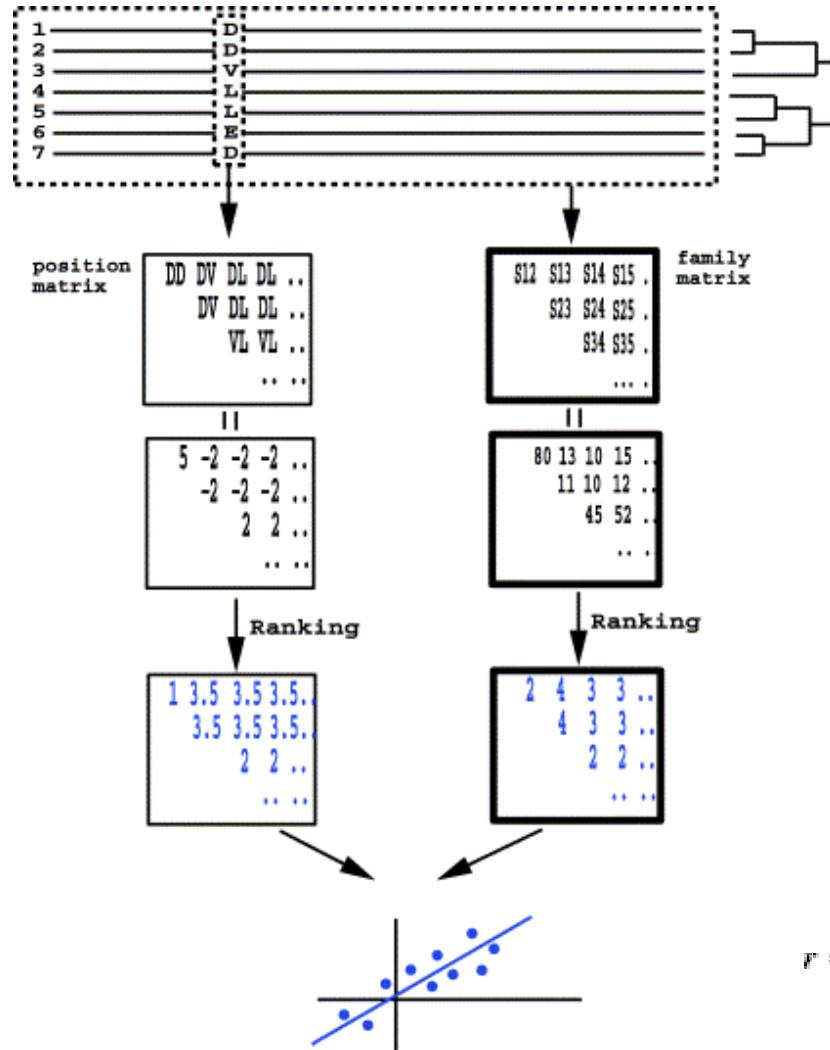 1 D
2 D
3 V
4 L
5 L
6 E
7 D
position matrix
DD DV DL DL ..
DV DL DL ..
VL VL ..
.. ..
family matrix
S12 S13 S14 S15 .
S23 S24 S25 .
S34 S35 .
... .
=
5 -2 -2 -2 ..
-2 -2 -2 ..
2 2 ..
.. ..
=
80 13 10 15 ..
11 10 12 ..
45 52 ..
.. .
Ranking
Ranking
1 3.5 3.5 3.5..
3.5 3.5 3.5..
2 2 ..
.. ..
2 4 3 3 ..
4 3 3 ..
2 2 ..
.. ..
r